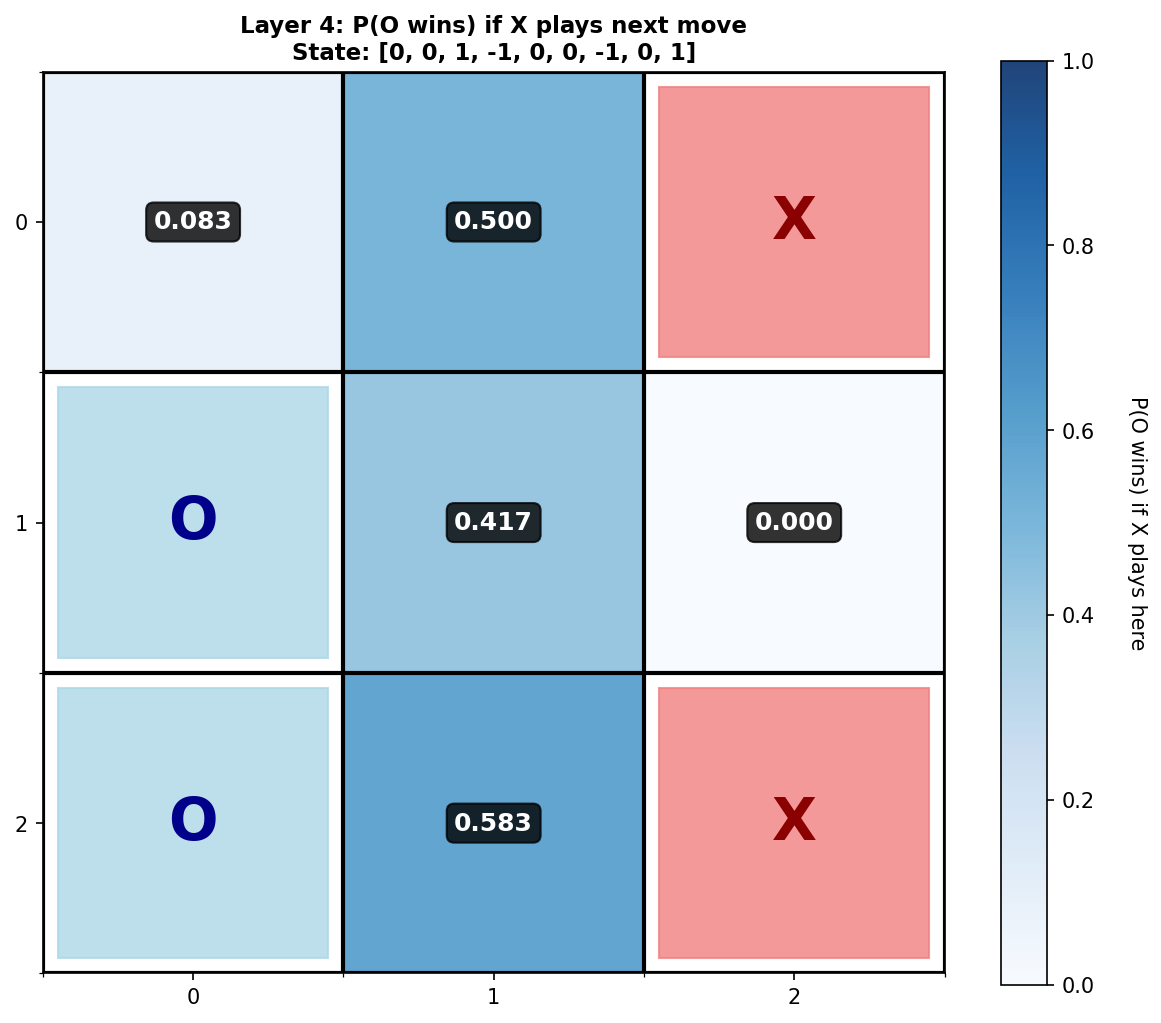 Layer 4: P(O wins) if X plays next move
State: [0, 0, 1, -1, 0, 0, -1, 0, 1]
0
0.083
0.500
X
1
O
0.417
0.000
2
O
0.583
X
0
1
2
1.0
0.8
0.6
0.4
0.2
0.0
P(O wins) if X plays here